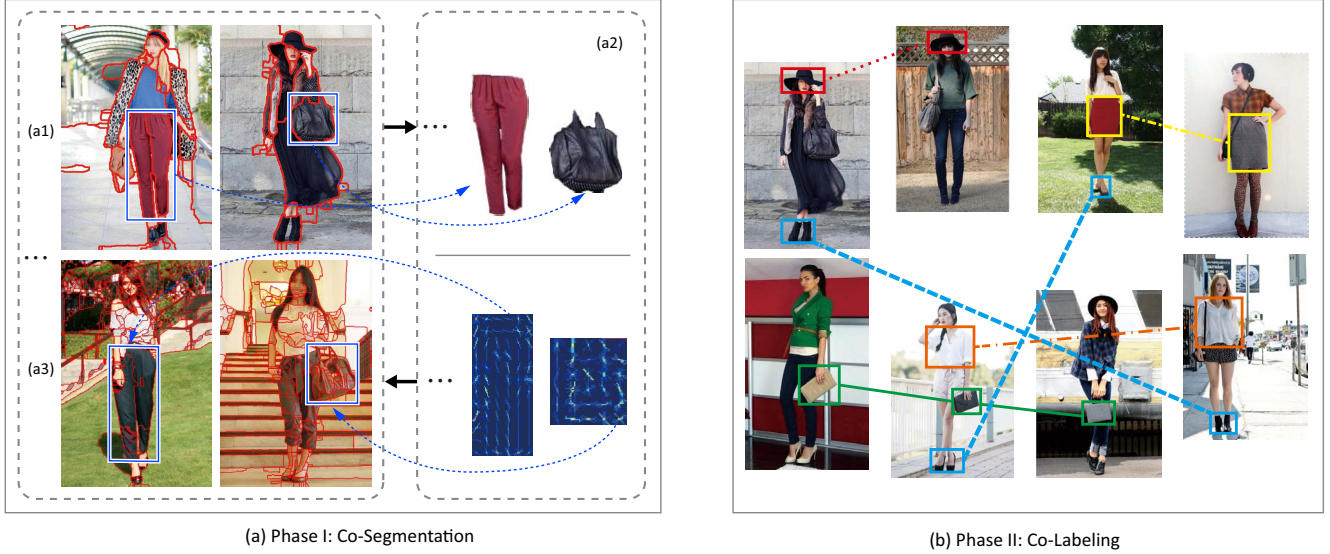 (a2)
(a1)
...
...
(a3)
...
(a) Phase I: Co-Segmentation
(b) Phase II: Co-Labeling